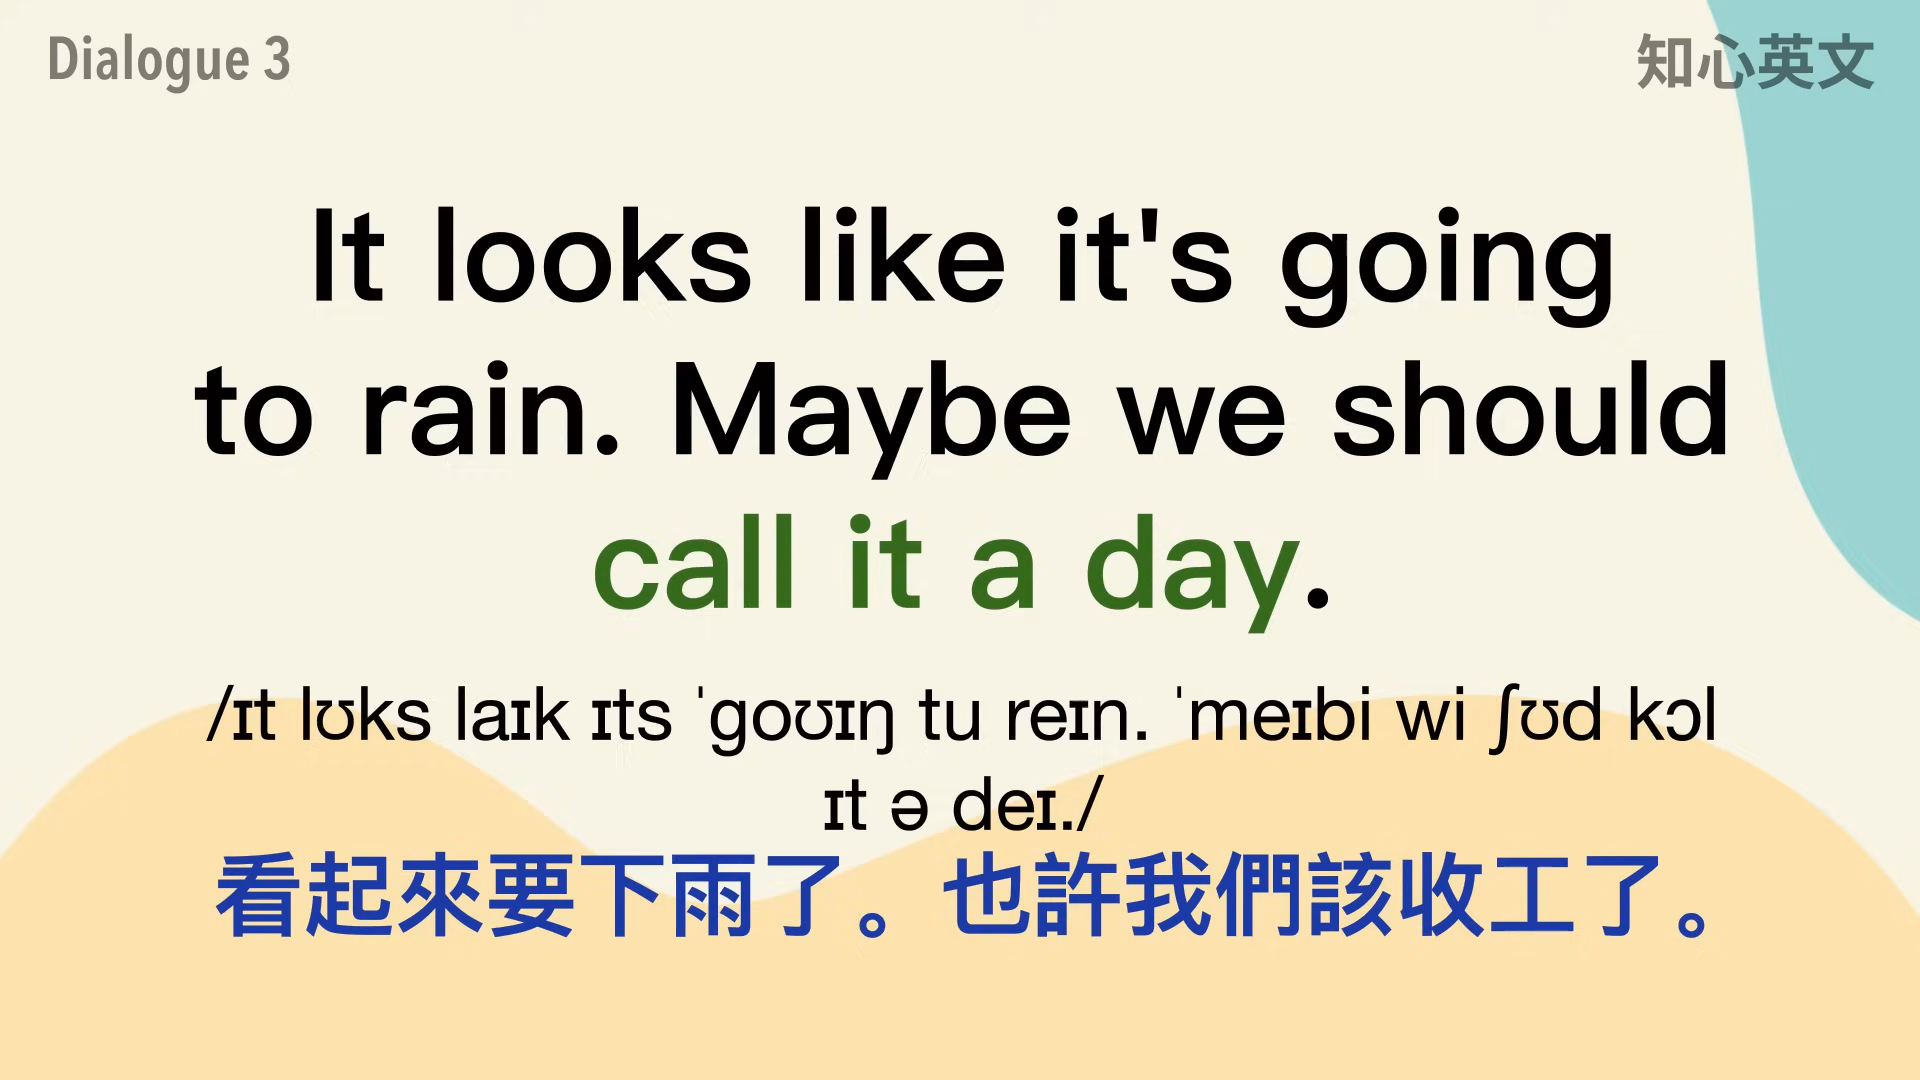 Dialogue 3
知心英文
It looks like it's going
to rain. Maybe we should
call it a day.
/ɪt lʊks laɪk ɪts ˈɡoʊɪŋ tu reɪn. ˈmeɪbi wi ʃʊd kɔl
ɪt ə deɪ./
看起來要下雨了。也許我們該收工了。